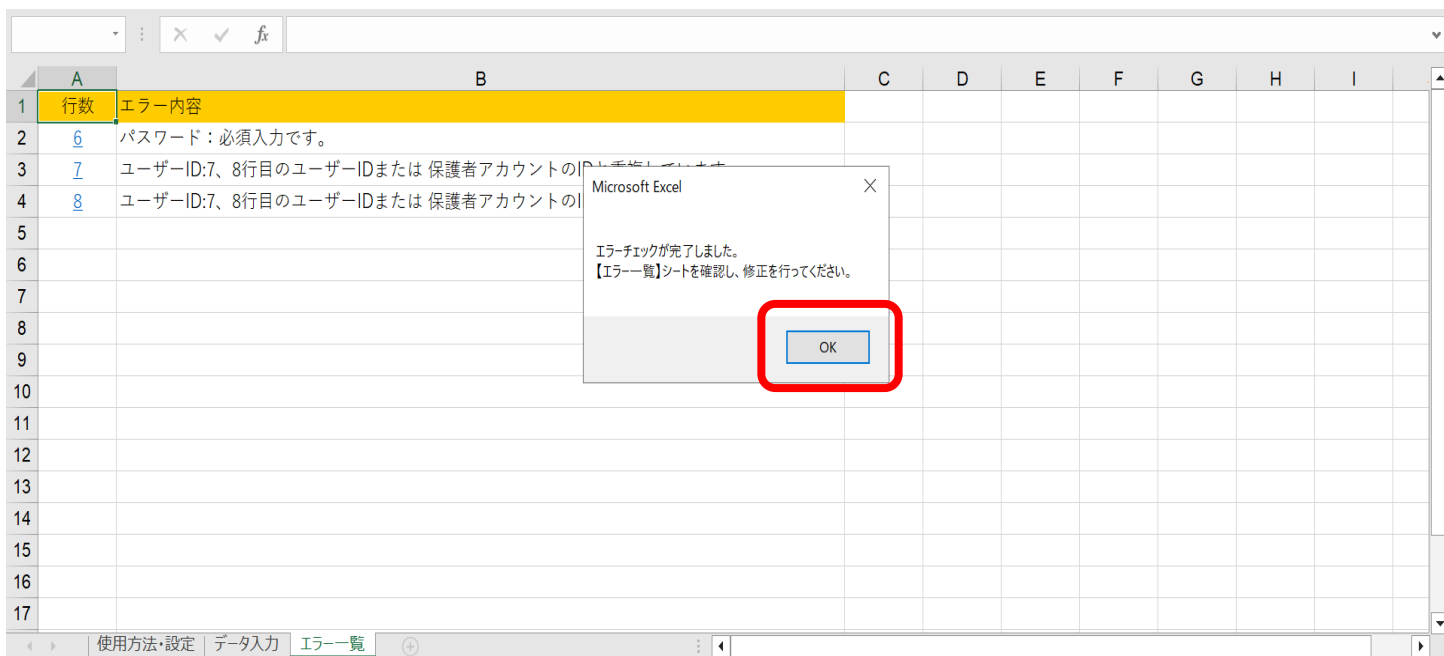 fx
A B C D E F G H I
1 行数 エラー内容
2 6 パスワード：必須入力です。
3 7 ユーザーID:7、8行目のユーザーIDまたは 保護者アカウントのIDと重複しています
4 8 ユーザーID:7、8行目のユーザーIDまたは 保護者アカウントのI
Microsoft Excel
エラーチェックが完了しました。
【エラー一覧】シートを確認し、修正を行ってください。
OK
5
6
7
8
9
10
11
12
13
14
15
16
17
使用方法・設定 データ入力 エラー一覧